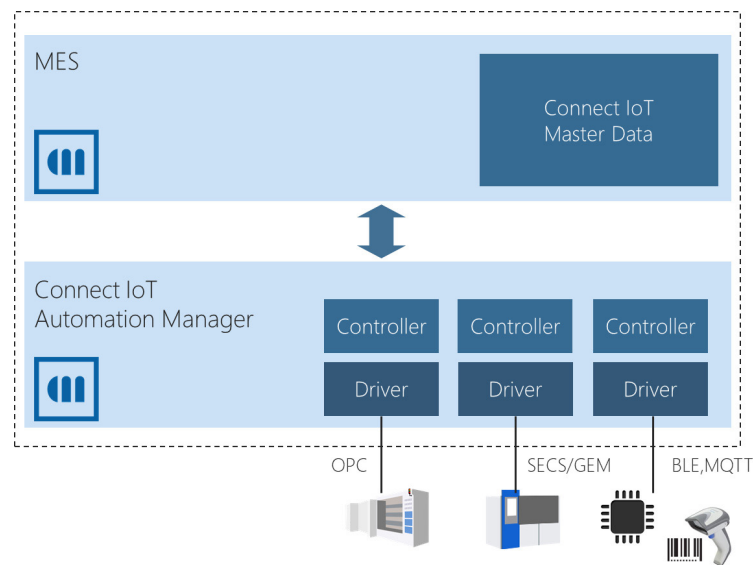 MES
Connect IoT
Master Data
Connect IoT
Automation Manager
Controller
Controller
Controller
Driver
Driver
Driver
OPC
SECS/GEM
BLE,MQTT